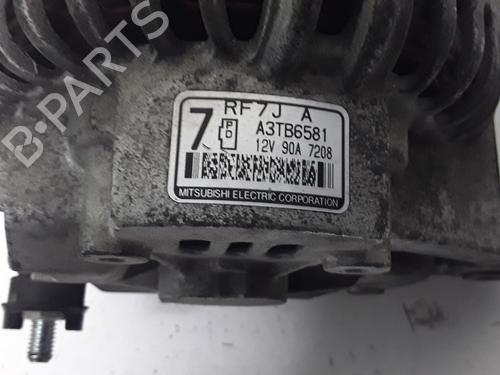 RF7J A
7
P
D
A3TB6581
12V 90A 7208
MITSUBISHI ELECTRIC CORPORATION
B-Parts